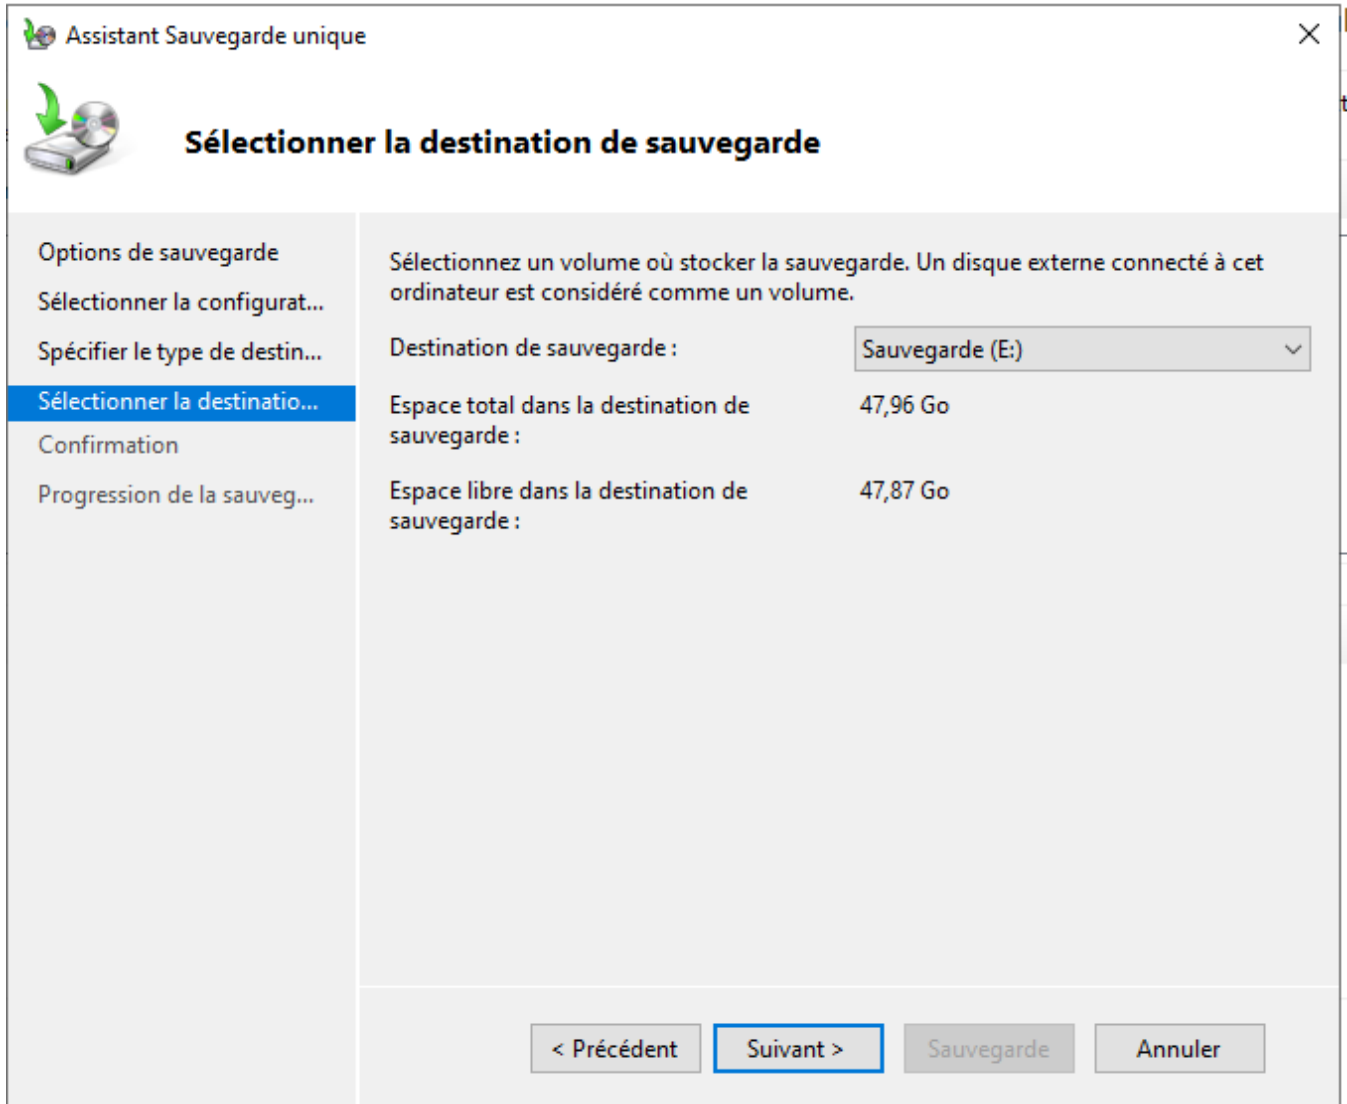 Assistant Sauvegarde unique
Sélectionner la destination de sauvegarde
Options de sauvegarde
Sélectionner la configurat...
Spécifier le type de destin...
Sélectionner la destinatio...
Confirmation
Progression de la sauveg...
Sélectionnez un volume où stocker la sauvegarde. Un disque externe connecté à cet
ordinateur est considéré comme un volume.
Destination de sauvegarde : Sauvegarde (E:)
Espace total dans la destination de 47,96 Go
sauvegarde :
Espace libre dans la destination de 47,87 Go
sauvegarde :
< Précédent Suivant > Sauvegarde Annuler